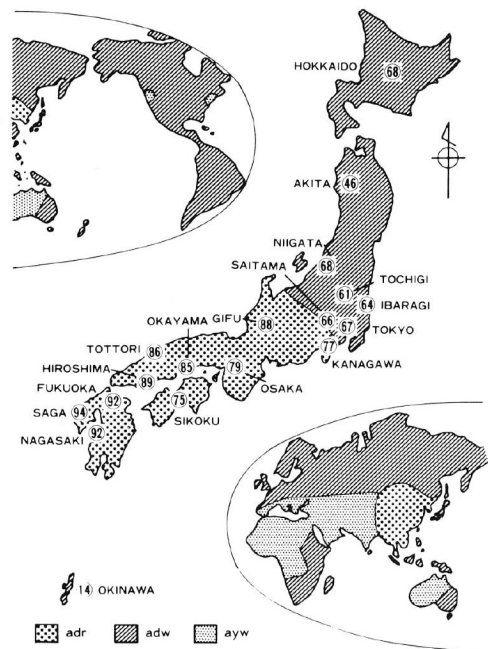 HOKKAIDO
68
AKITA
46
NIIGATA
68
SAITAMA
TOCHIGI
61
64 IBARAGI
66
67
TOKYO
77
KANAGAWA
OKAYAMA
GIFU
88
TOTTORI
86
HIROSHIMA
89
85
79
OSAKA
FUKUOKA
92
75
SIKOKU
SAGA
94
NAGASAKI
92
14 OKINAWA
adr
adw
ayw